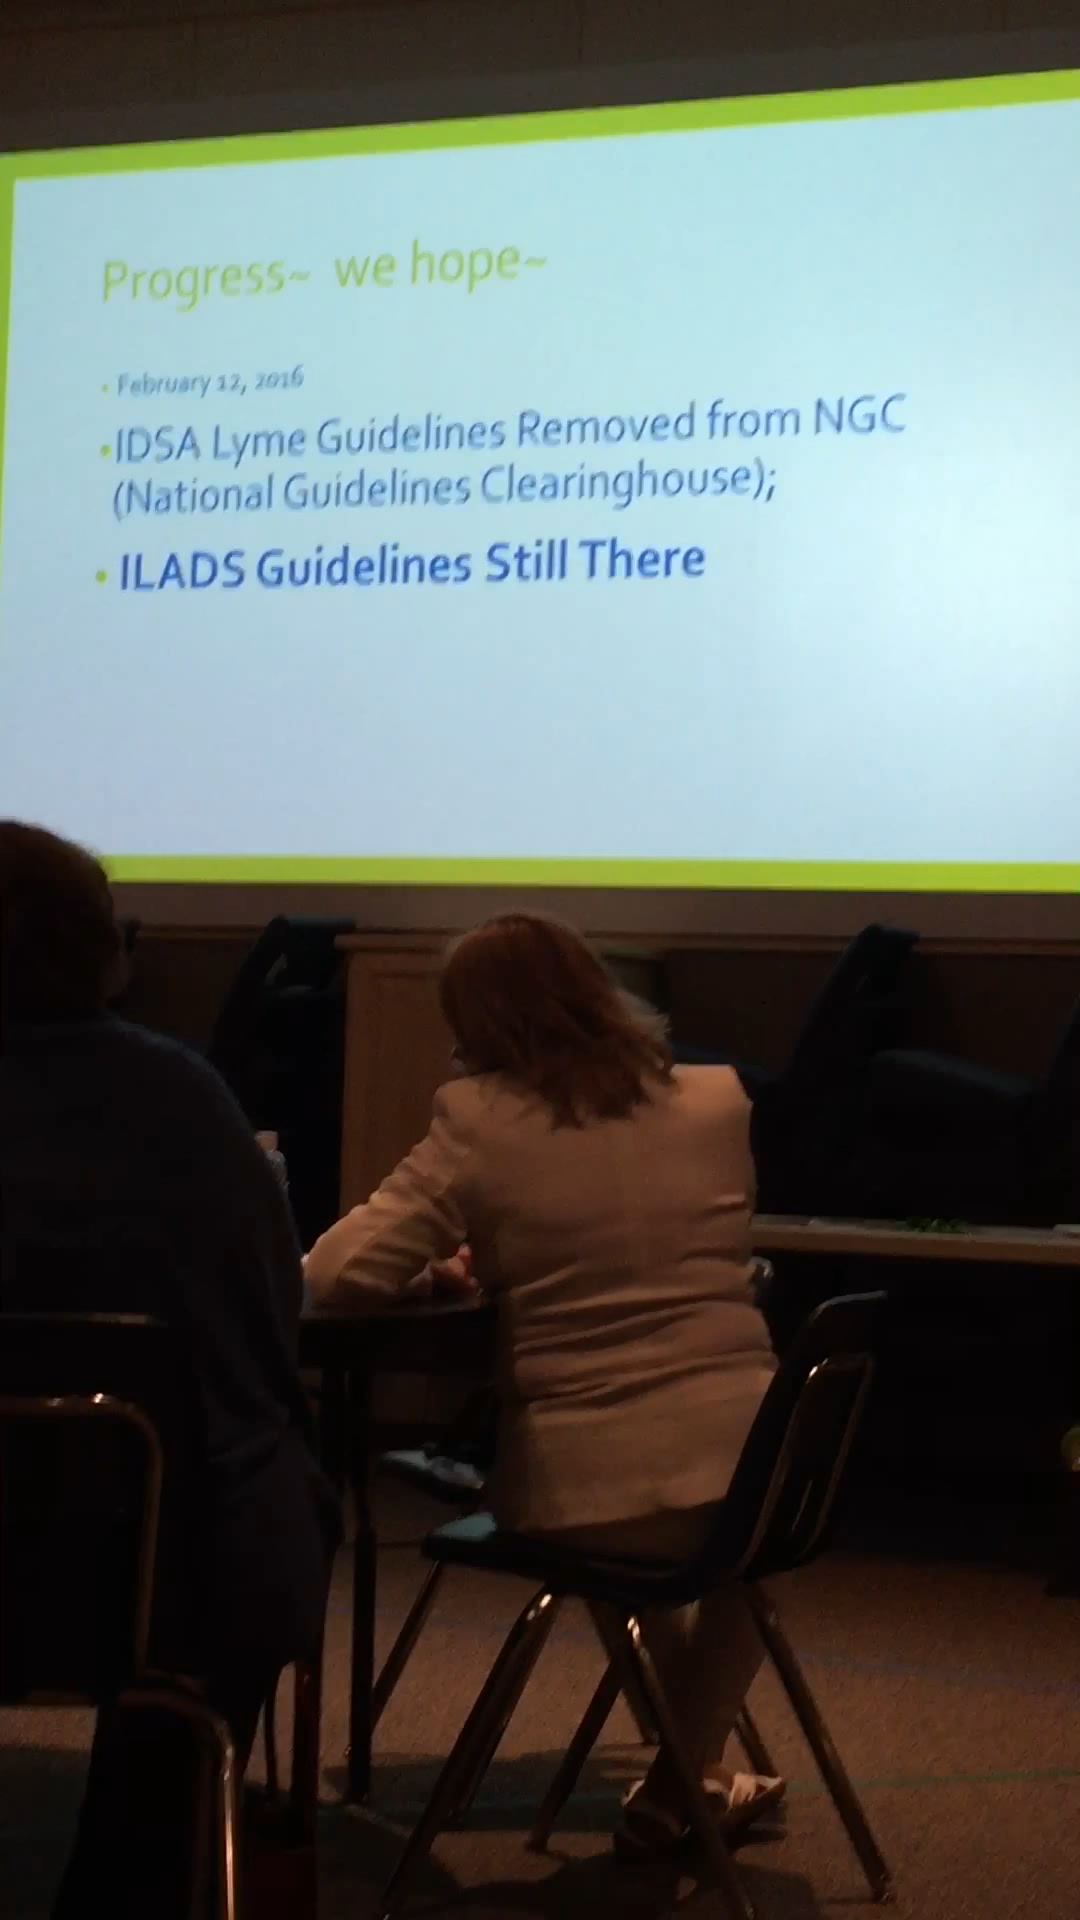 Progress~ we hope~
• February 12, 2016
•IDSA Lyme Guidelines Removed from NGC
(National Guidelines Clearinghouse);
• ILADS Guidelines Still There